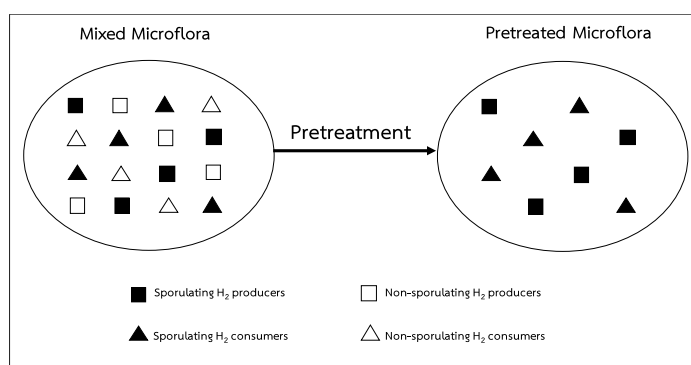 Mixed Microflora
Pretreated Microflora
Pretreatment
Sporulating H₂ producers
Non-sporulating H₂ producers
Sporulating H₂ consumers
Non-sporulating H₂ consumers